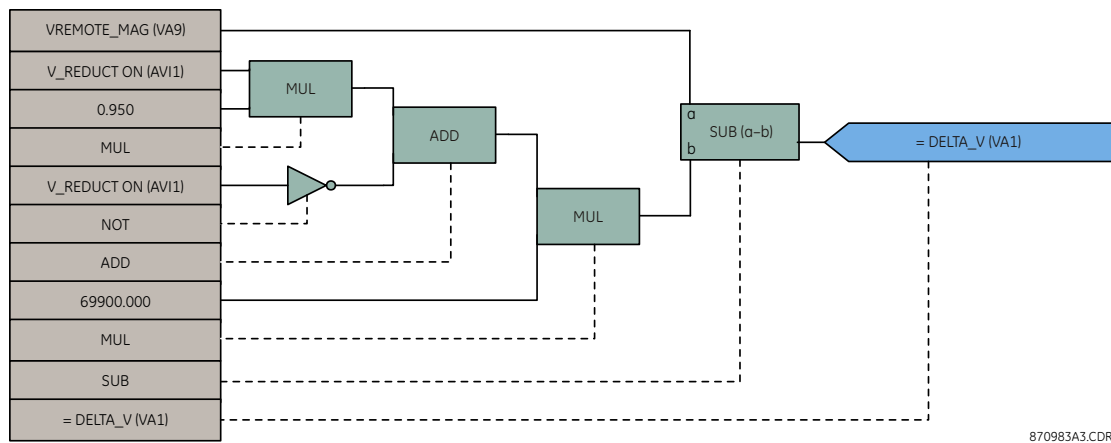 VREMOTE_MAG (VA9)
V_REDUCT ON (AVI1)
0.950
MUL
V_REDUCT ON (AVI1)
NOT
ADD
69900.000
MUL
SUB
= DELTA_V (VA1)
MUL
ADD
MUL
a
SUB (a–b)
b
= DELTA_V (VA1)
870983A3.CDR